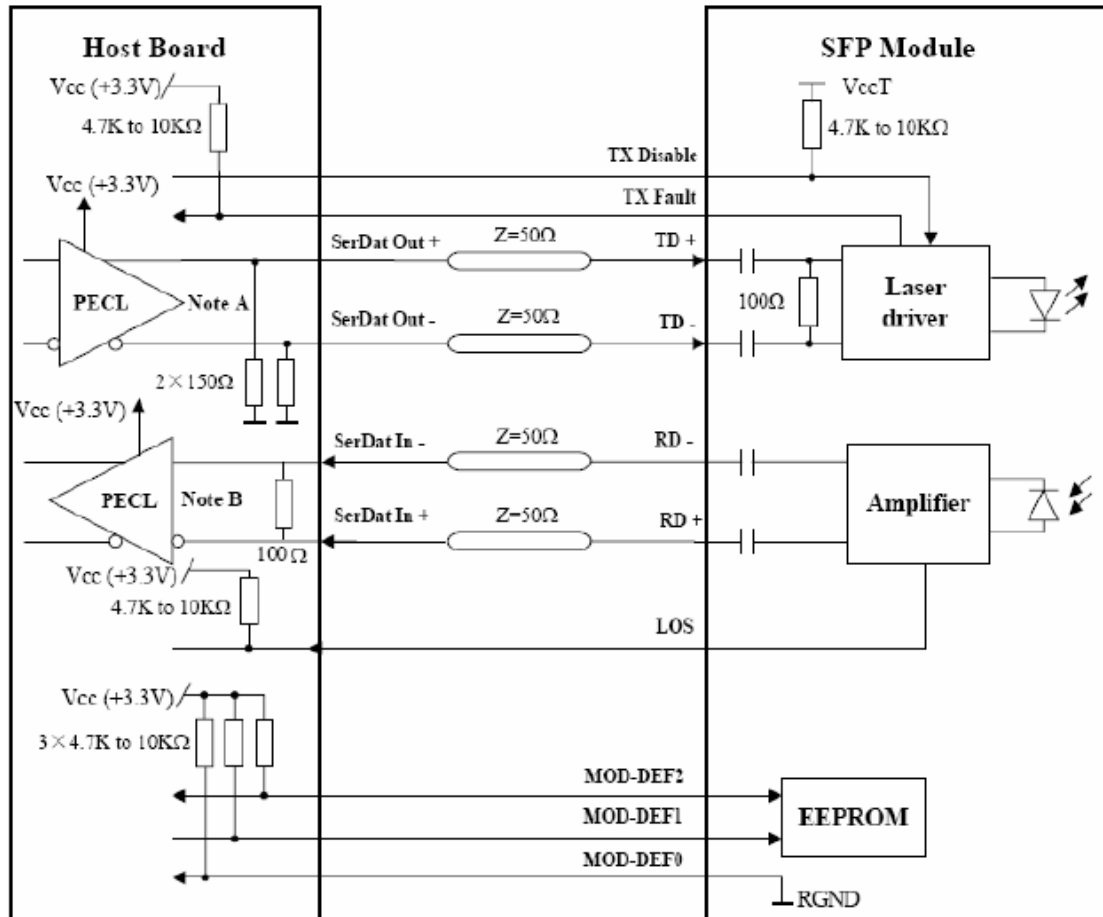 Host Board
SFP Module
Vcc (+3.3V)
VccT
4.7K to 10KΩ
4.7K to 10KΩ
TX Disable
Vcc (+3.3V)
TX Fault
SerDat Out +
Z=50Ω
TD +
PECL
Note A
100Ω
Laser
driver
SerDat Out -
Z=50Ω
TD -
2×150Ω
Vcc (+3.3V)
SerDat In -
Z=50Ω
RD -
PECL
Note B
Amplifier
SerDat In +
Z=50Ω
RD +
100Ω
Vcc (+3.3V)
4.7K to 10KΩ
LOS
Vcc (+3.3V)
3×4.7K to 10KΩ
MOD-DEF2
EEPROM
MOD-DEF1
MOD-DEF0
RGND